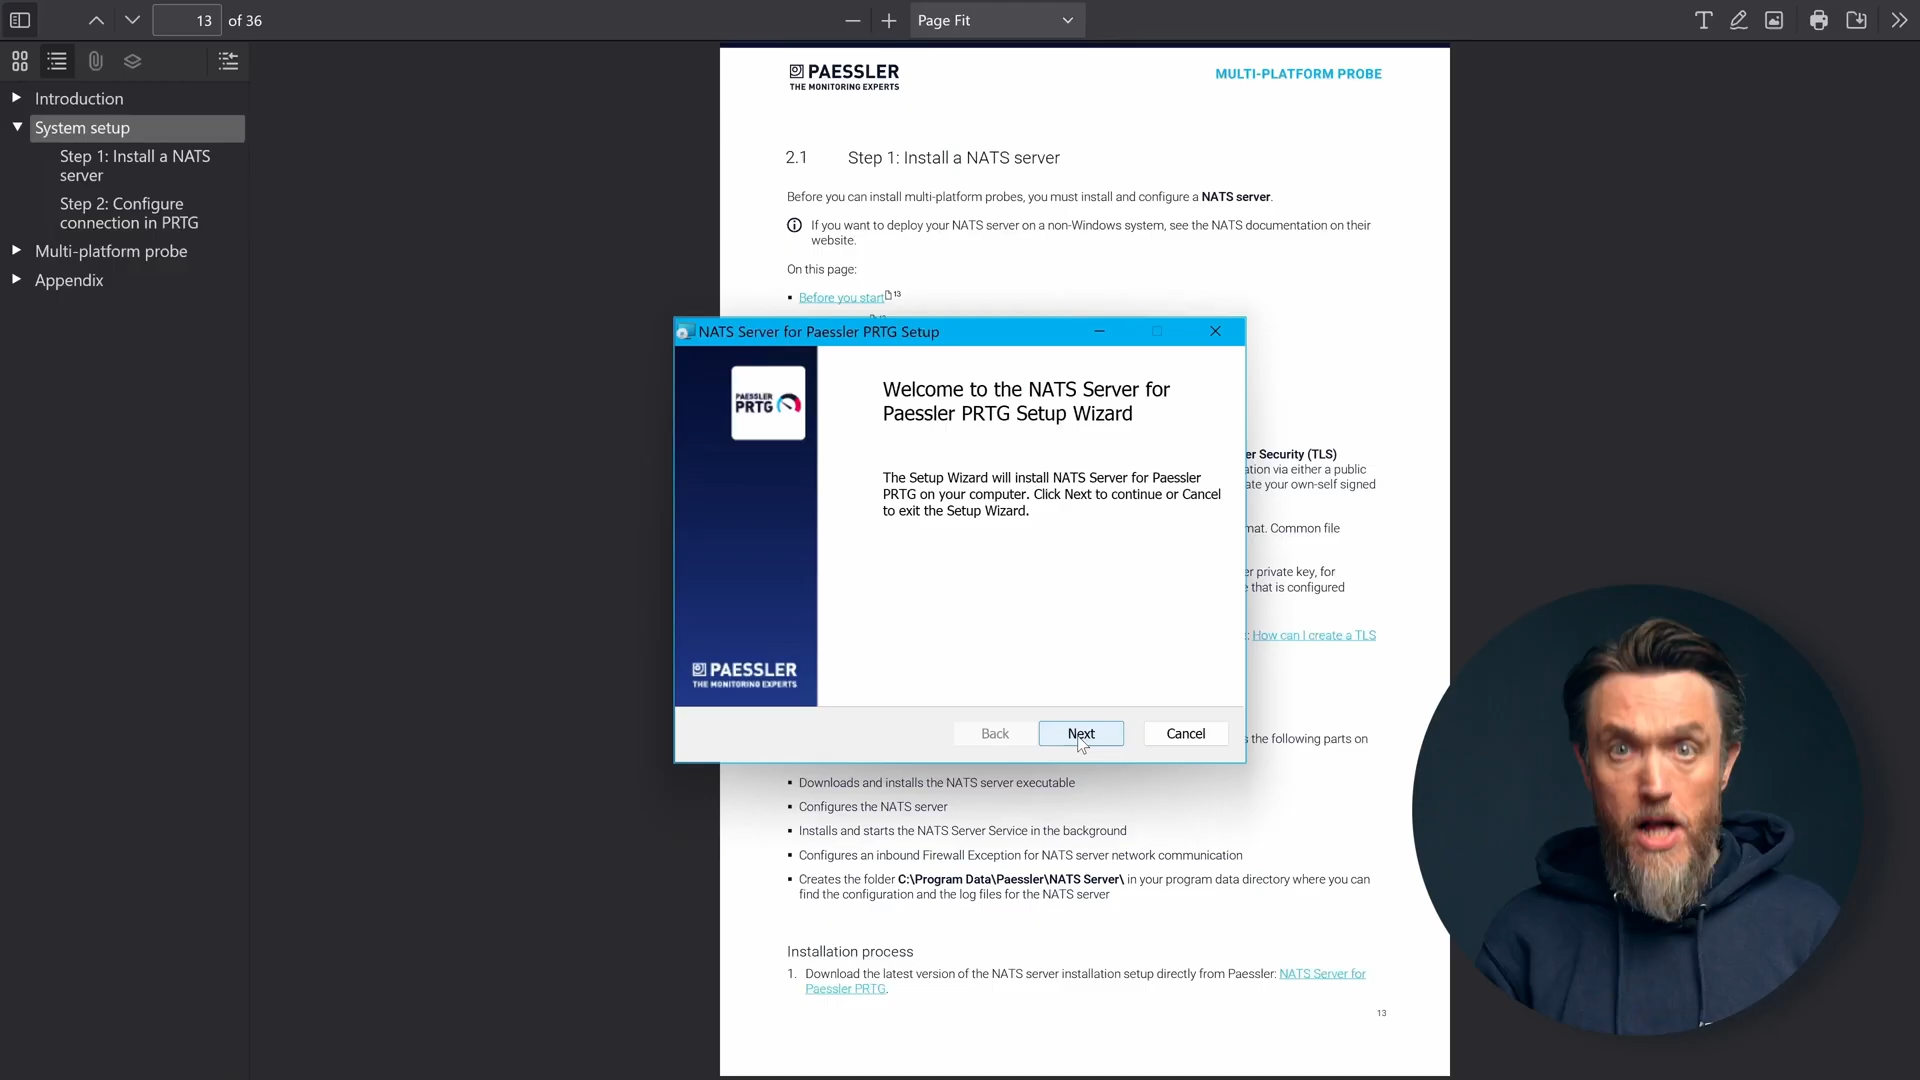 13 of 36
Page Fit
Introduction
System setup
Step 1: Install a NATS
server
Step 2: Configure
connection in PRTG
Multi-platform probe
Appendix
PAESSLER
THE MONITORING EXPERTS
MULTI-PLATFORM PROBE
2.1 Step 1: Install a NATS server
Before you can install multi-platform probes, you must install and configure a NATS server.
If you want to deploy your NATS server on a non-Windows system, see the NATS documentation on their
website.
On this page:
▪ Before you start 13
NATS Server for Paessler PRTG Setup
PAESSLER
PRTG
Welcome to the NATS Server for
Paessler PRTG Setup Wizard
The Setup Wizard will install NATS Server for Paessler
PRTG on your computer. Click Next to continue or Cancel
to exit the Setup Wizard.
PAESSLER
THE MONITORING EXPERTS
Back Next Cancel
er Security (TLS)
ation via either a public
ate your own-self signed
mat. Common file
er private key, for
e that is configured
: How can I create a TLS
s the following parts on
▪ Downloads and installs the NATS server executable
▪ Configures the NATS server
▪ Installs and starts the NATS Server Service in the background
▪ Configures an inbound Firewall Exception for NATS server network communication
▪ Creates the folder C:\Program Data\Paessler\NATS Server\ in your program data directory where you can
find the configuration and the log files for the NATS server
Installation process
1. Download the latest version of the NATS server installation setup directly from Paessler: NATS Server for
Paessler PRTG.
13